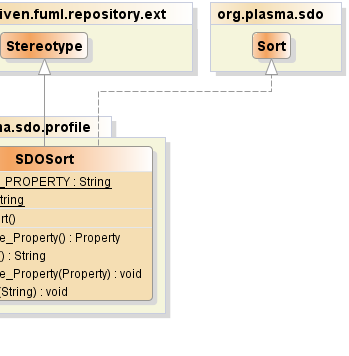 iven.fuml.repository.ext
org.plasma.sdo
Stereotype
Sort
na.sdo.profile
SDOSort
_PROPERTY : String
tring
rt()
e_Property() : Property
() : String
e_Property(Property) : void
(String) : void